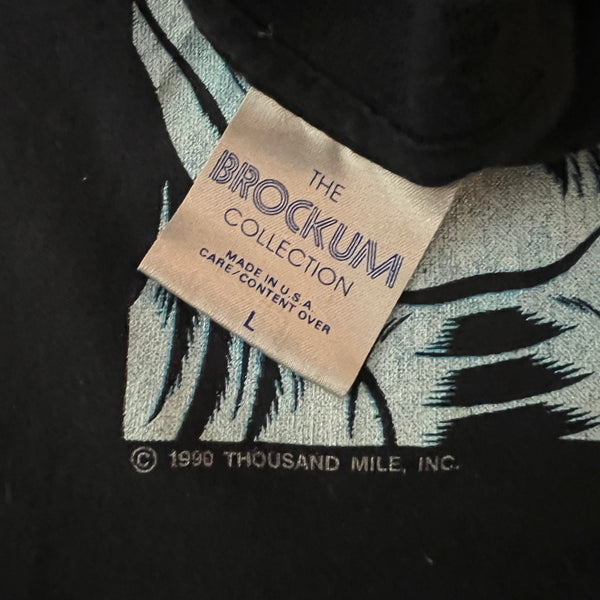 THE
BROCKUM
COLLECTION
MADE IN U.S.A.
CARE/CONTENT OVER
L
© 1990 THOUSAND MILE, INC.